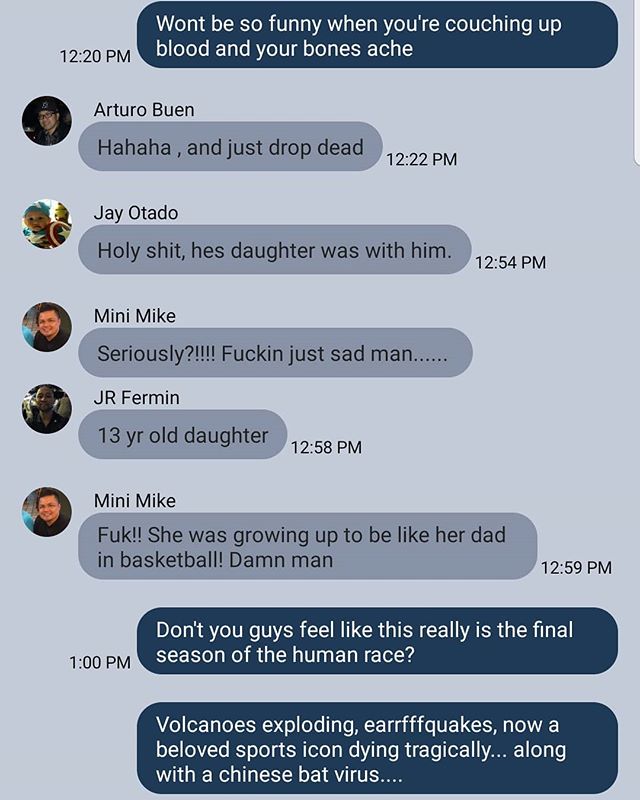 Wont be so funny when you're couching up
blood and your bones ache
12:20 PM
Arturo Buen
Hahaha , and just drop dead
12:22 PM
Jay Otado
Holy shit, hes daughter was with him.
12:54 PM
Mini Mike
Seriously?!!!! Fuckin just sad man......
JR Fermin
13 yr old daughter
12:58 PM
Mini Mike
Fuk!! She was growing up to be like her dad
in basketball! Damn man
12:59 PM
Don't you guys feel like this really is the final
season of the human race?
1:00 PM
Volcanoes exploding, earrfffquakes, now a
beloved sports icon dying tragically... along
with a chinese bat virus....